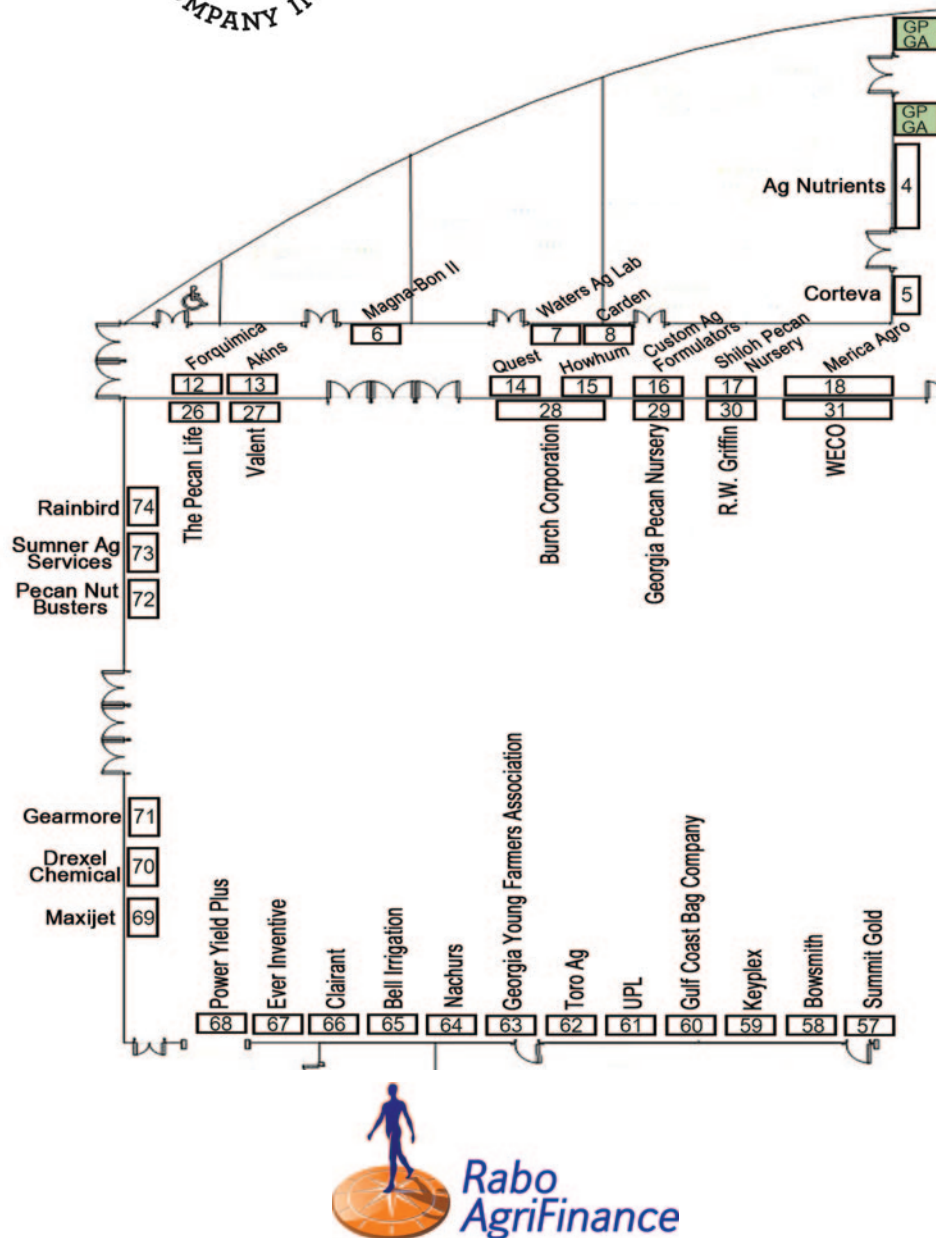 COMPANY
GP
GA
GP
GA
Ag Nutrients
4
Corteva
5
Magna-Bon II
6
Waters Ag Lab
7
Carden
8
Forquimica
12
Akins
13
Quest
14
Howhum
15
Custom Ag
Formulators
16
Shiloh Pecan
Nursery
17
Merica Agro
18
26
The Pecan Life
27
Valent
28
Burch Corporation
29
Georgia Pecan Nursery
30
R.W. Griffin
31
WECO
Rainbird
74
Sumner Ag
Services
73
Pecan Nut
Busters
72
Gearmore
71
Drexel
Chemical
70
Maxijet
69
Power Yield Plus
68
Ever Inventive
67
Clairant
66
Bell Irrigation
65
Nachurs
64
Georgia Young Farmers Association
63
Toro Ag
62
UPL
61
Gulf Coast Bag Company
60
Keyplex
59
Bowsmith
58
Summit Gold
57
Rabo
AgriFinance